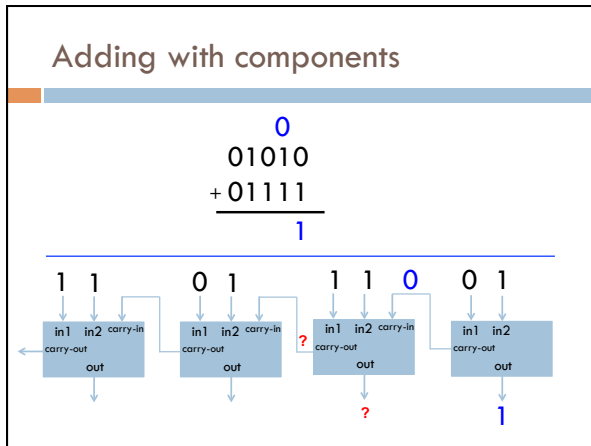 Adding with components
0
01010
+ 01111
1
1 1 0 1 1 1 0 0 1
in1 in2 carry-in in1 in2 carry-in in1 in2 carry-in in1 in2
carry-out carry-out ? carry-out carry-out
out out out out
? 1